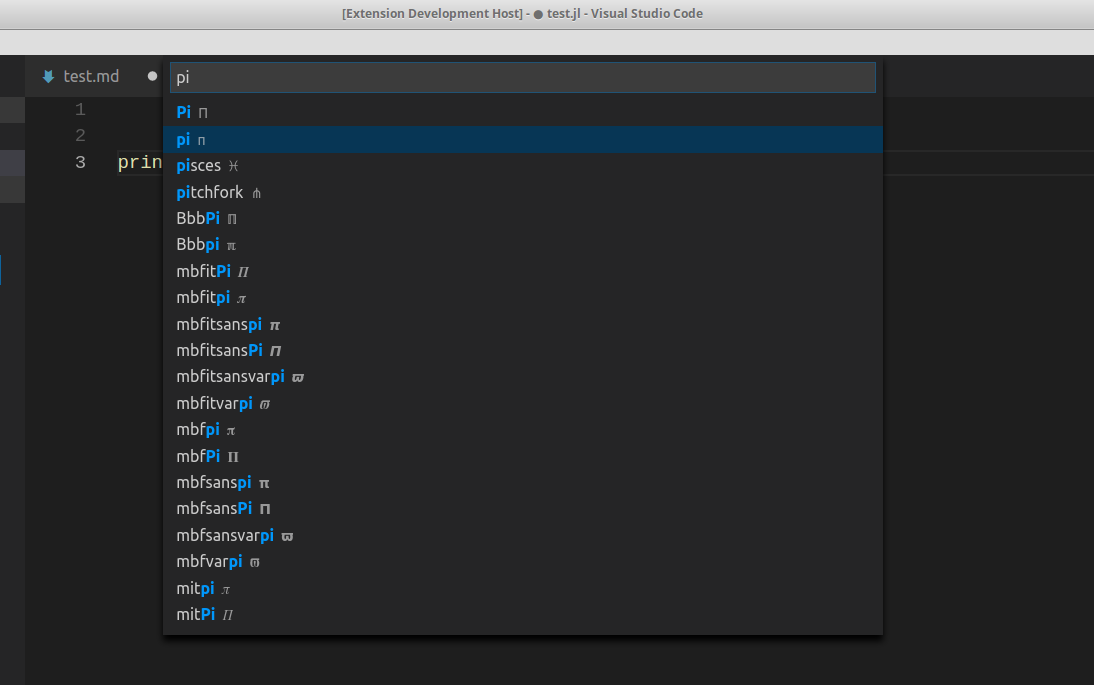 [Extension Development Host] - ● test.jl - Visual Studio Code
test.md ●
pi
1
2
3 prin
Pi Π
pi π
pisces ♓
pitchfork ⋔
BbbPi ℿ
Bbbpi ℼ
mbfitPi 𝜫
mbfitpi 𝝅
mbfitsanspi 𝞹
mbfitsansPi 𝞟
mbfitsansvarpi 𝟉
mbfitvarpi 𝝕
mbfpi 𝛑
mbfPi 𝚷
mbfsanspi 𝝿
mbfsansPi 𝝥
mbfsansvarpi 𝞏
mbfvarpi 𝛡
mitpi 𝜋
mitPi 𝛱